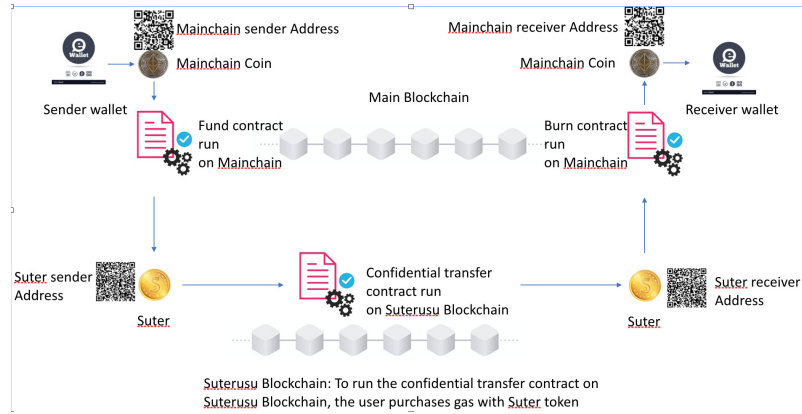 Mainchain sender Address
Mainchain receiver Address
e
Wallet
Mainchain Coin
Mainchain Coin
e
Wallet
Sender wallet
Main Blockchain
Receiver wallet
Fund contract
run
on Mainchain
Burn contract
run
on Mainchain
Suter sender
Address
S
Suter
Confidential transfer
contract run
on Suterusu Blockchain
S
Suter
Suter receiver
Address
Suterusu Blockchain: To run the confidential transfer contract on
Suterusu Blockchain, the user purchases gas with Suter token